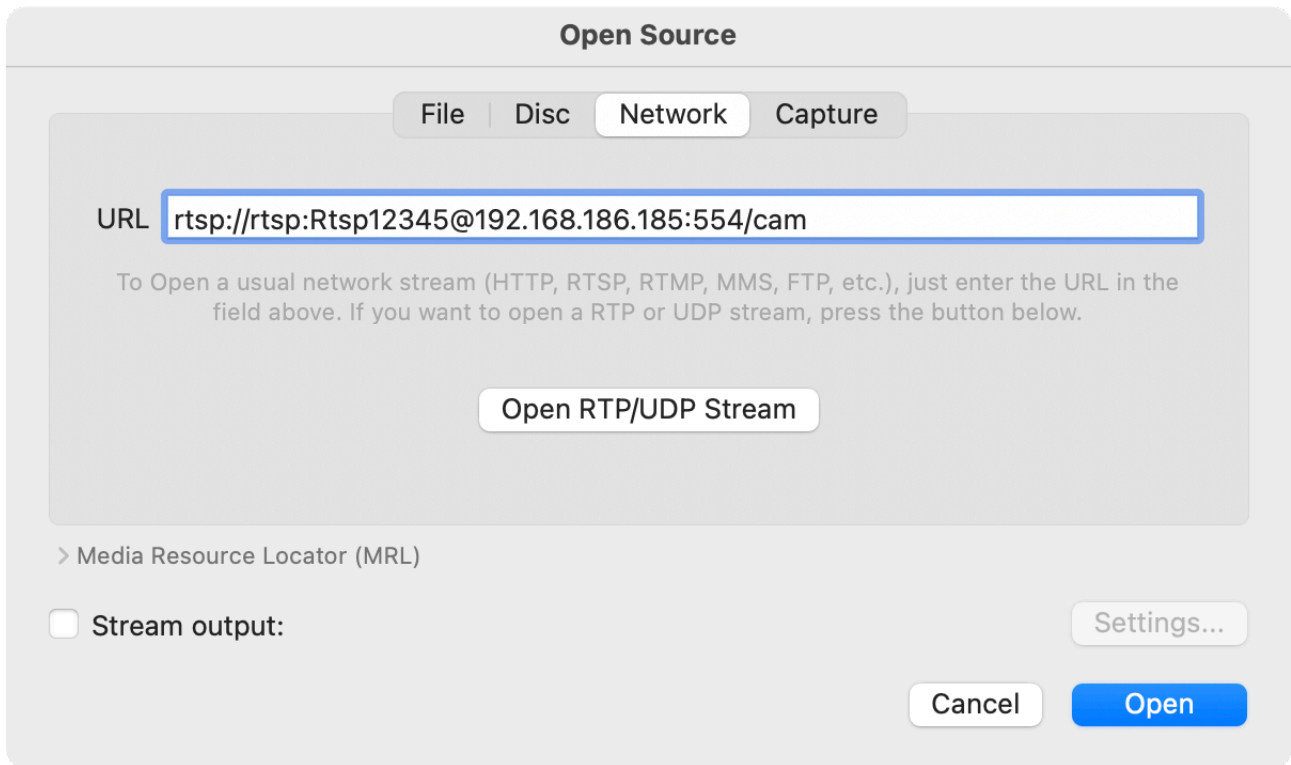 Open Source
File Disc Network Capture
URL rtsp://rtsp:Rtsp12345@192.168.186.185:554/cam
To Open a usual network stream (HTTP, RTSP, RTMP, MMS, FTP, etc.), just enter the URL in the
field above. If you want to open a RTP or UDP stream, press the button below.
Open RTP/UDP Stream
Media Resource Locator (MRL)
Stream output:
Settings...
Cancel Open